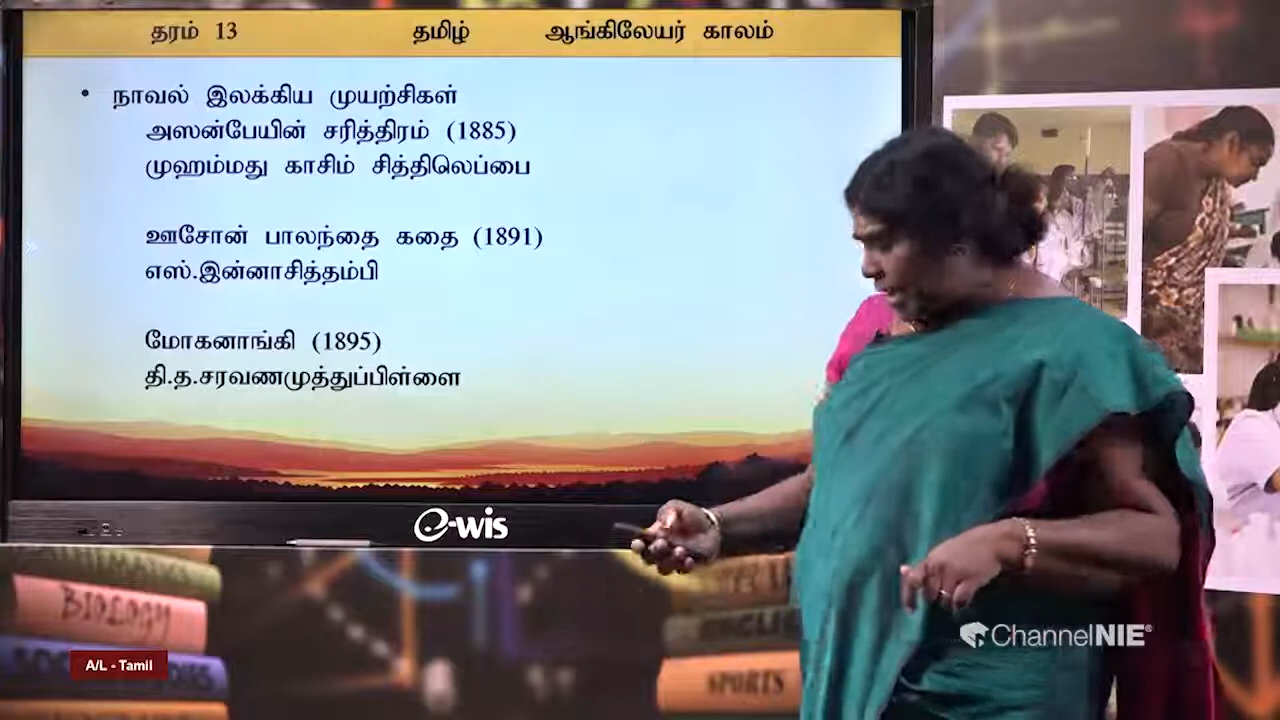 தரம் 13 தமிழ் ஆங்கிலேயர் காலம்
• நாவல் இலக்கிய முயற்சிகள்
அஸன்பேயின் சரித்திரம் (1885)
முஹம்மது காசிம் சித்திலெப்பை
ஊசோன் பாலந்தை கதை (1891)
எஸ்.இன்னாசித்தம்பி
மோகனாங்கி (1895)
தி.த.சரவணமுத்துப்பிள்ளை
e-wis
BIOLOGY
SPORTS
ChannelNIE®
A/L - Tamil